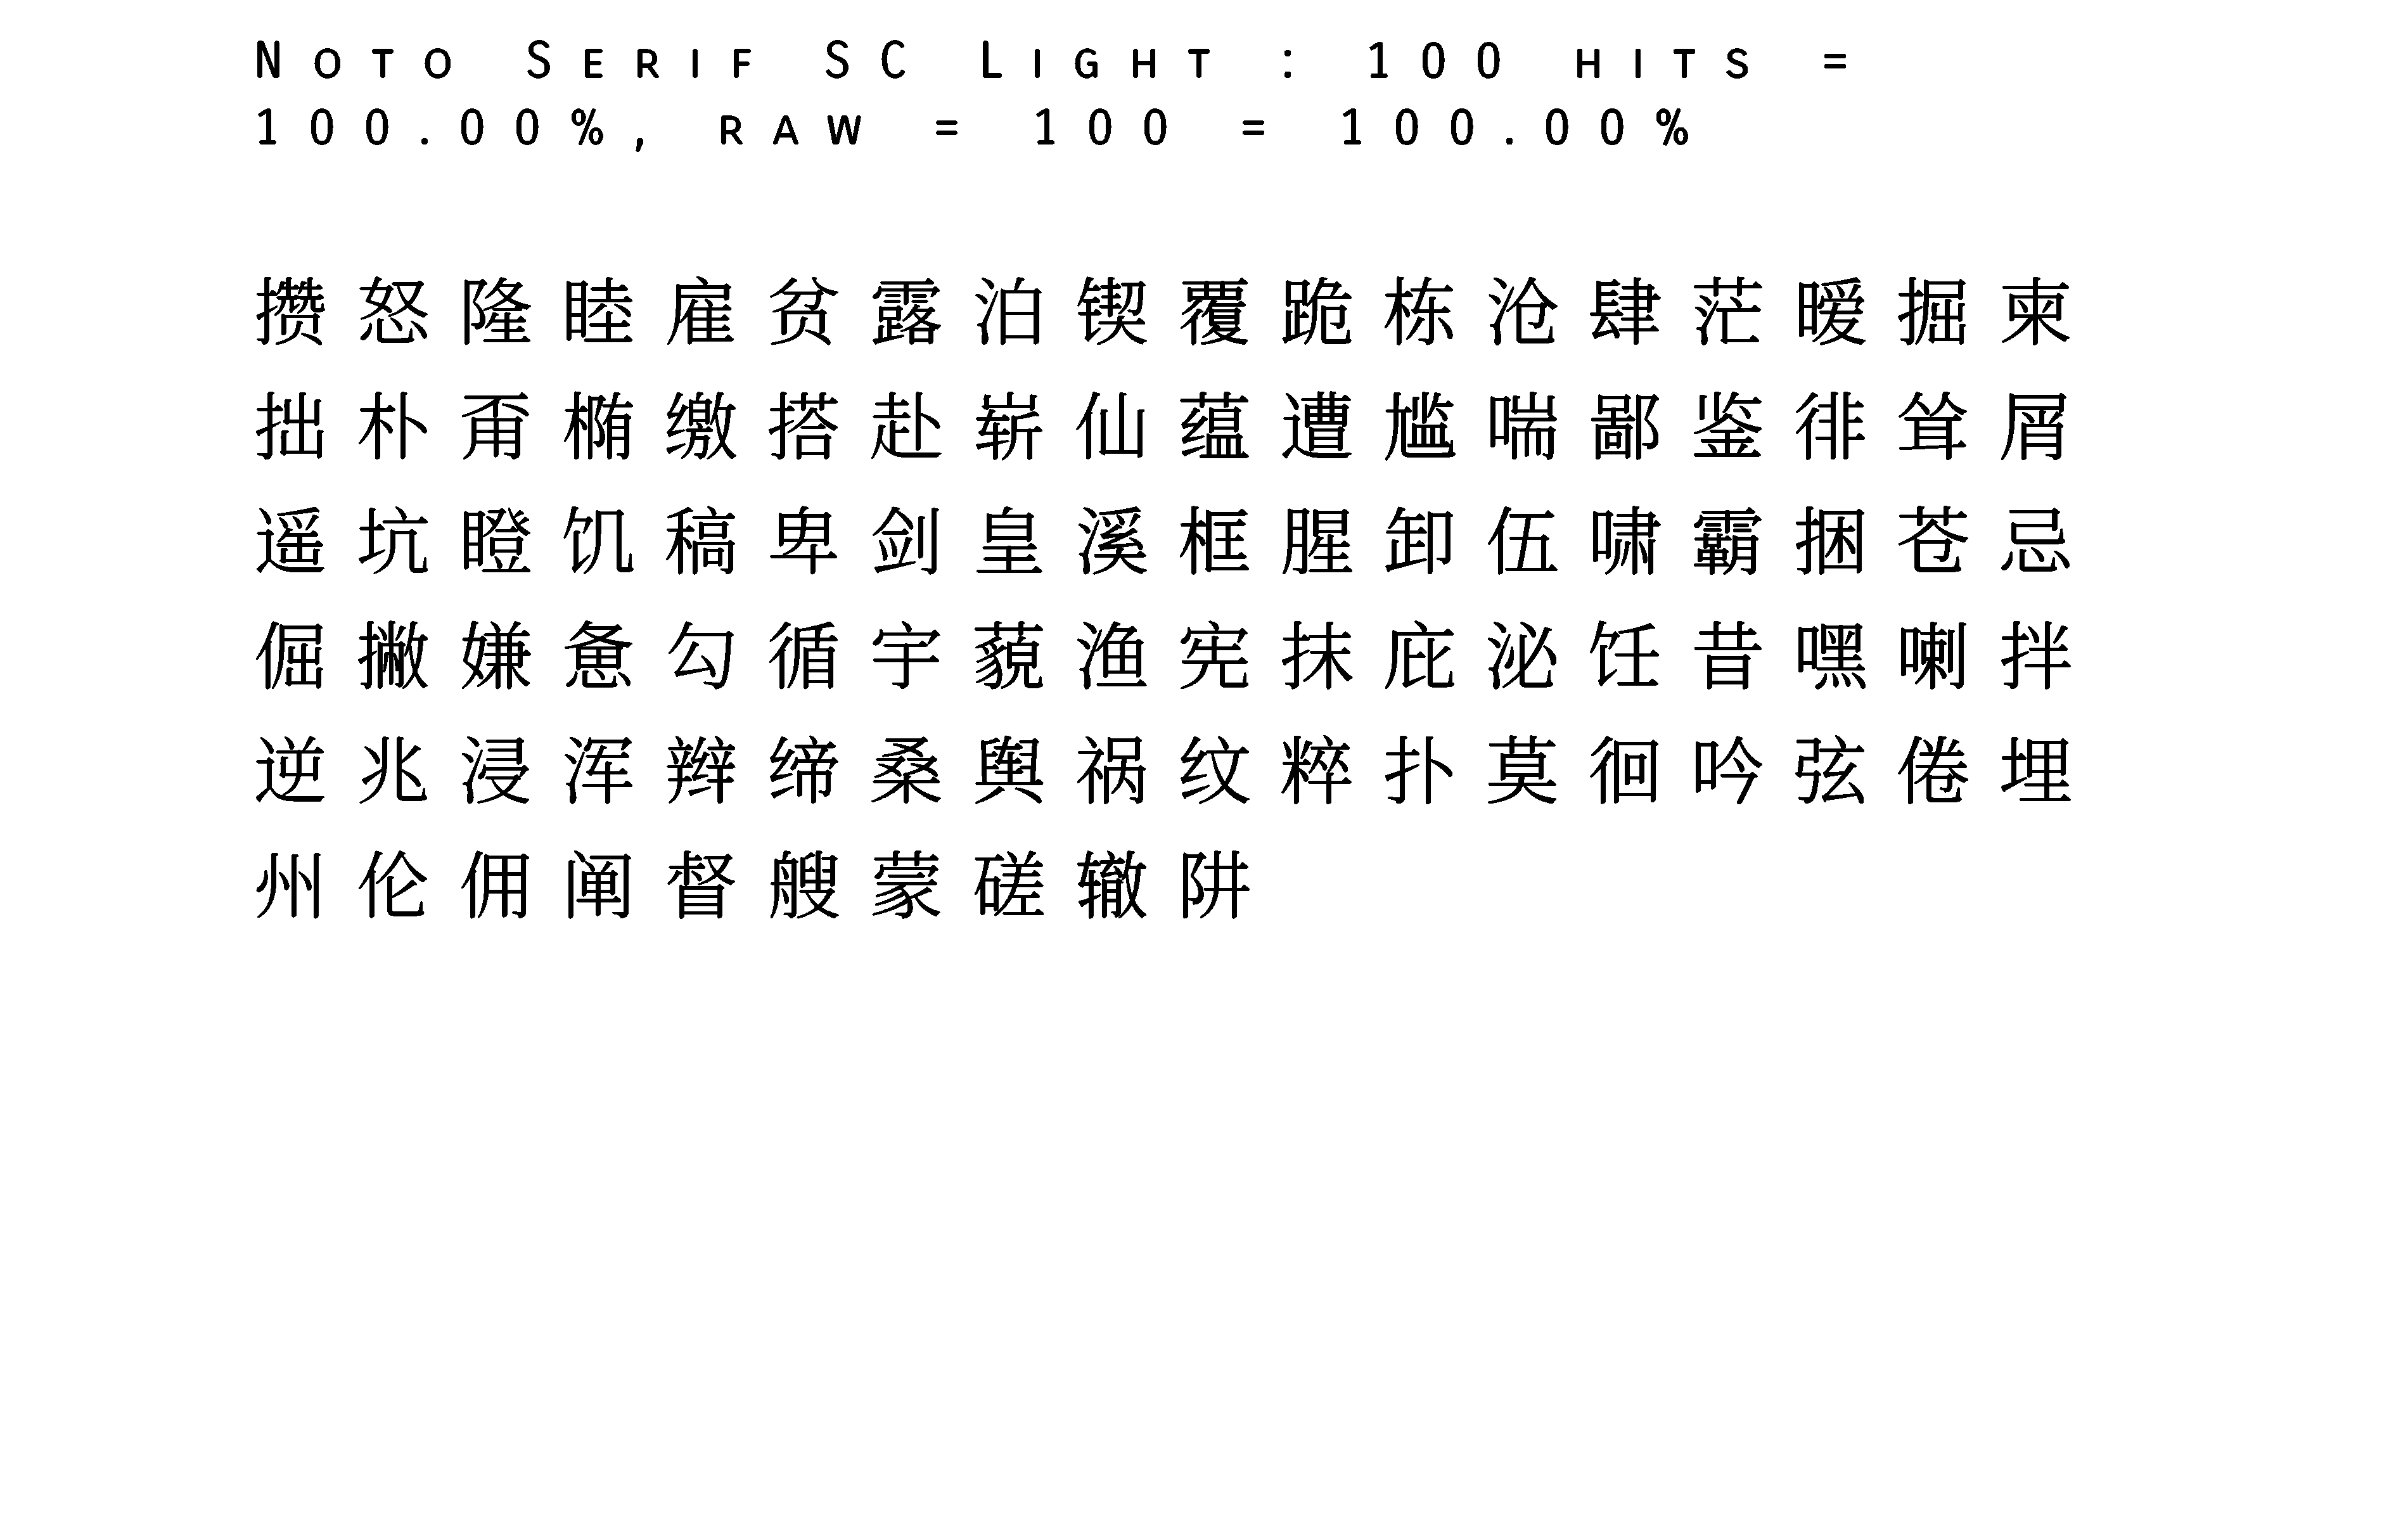 Noto Serif SC Light : 100 hits =
100.00%, raw = 100 = 100.00%
攒怒隆睦雇贫露泊锲覆跪栋沧肆茫暧掘柬
拙朴甭椭缴搭赴崭仙蕴遭尴喘鄙鉴徘耸屑
遥坑瞪饥稿卑剑皇溪框腥卸伍啸霸捆苍忌
倔撇嫌惫勾循宇藐渔宪抹庇泌饪昔嘿喇拌
逆兆浸浑辫缔桑舆祸纹粹扑莫徊吟弦倦埋
州伦佣阐督艘蒙磋辙阱